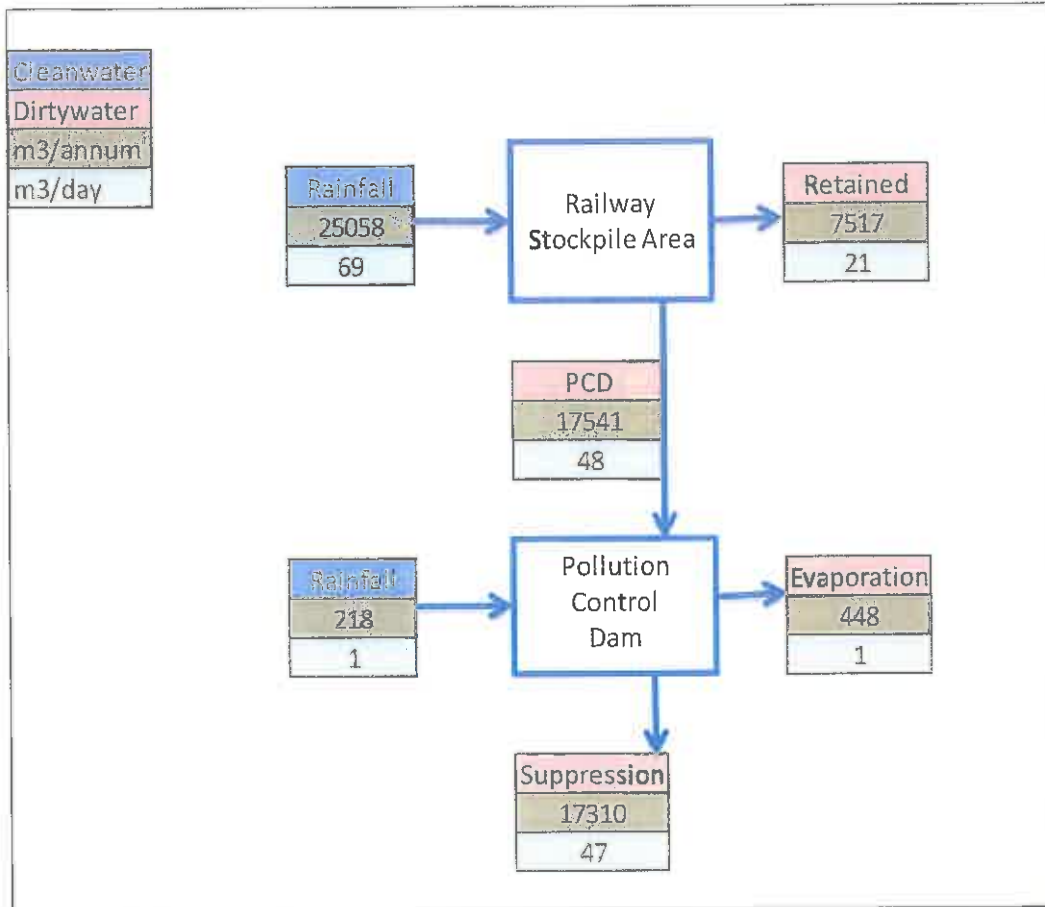 Cleanwater
Dirtywater
m3/annum
m3/day
Rainfall
25058
69
Railway
Stockpile Area
Retained
7517
21
PCD
17541
48
Rainfall
218
1
Pollution
Control
Dam
Evaporation
448
1
Suppression
17310
47